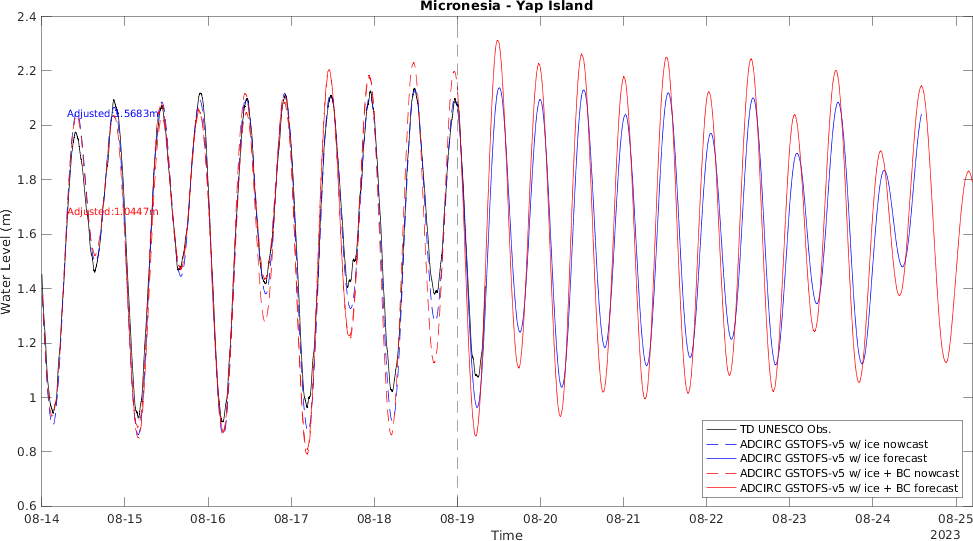 Micronesia - Yap Island
2.4
2.2
2
1.8
1.6
1.4
1.2
1
0.8
0.6
Water Level (m)
Adjusted:1.5683m
Adjusted:1.0447m
TD UNESCO Obs.
ADCIRC GSTOFS-v5 w/ ice nowcast
ADCIRC GSTOFS-v5 w/ ice forecast
ADCIRC GSTOFS-v5 w/ ice + BC nowcast
ADCIRC GSTOFS-v5 w/ ice + BC forecast
08-14 08-15 08-16 08-17 08-18 08-19 08-20 08-21 08-22 08-23 08-24 08-25
Time
2023